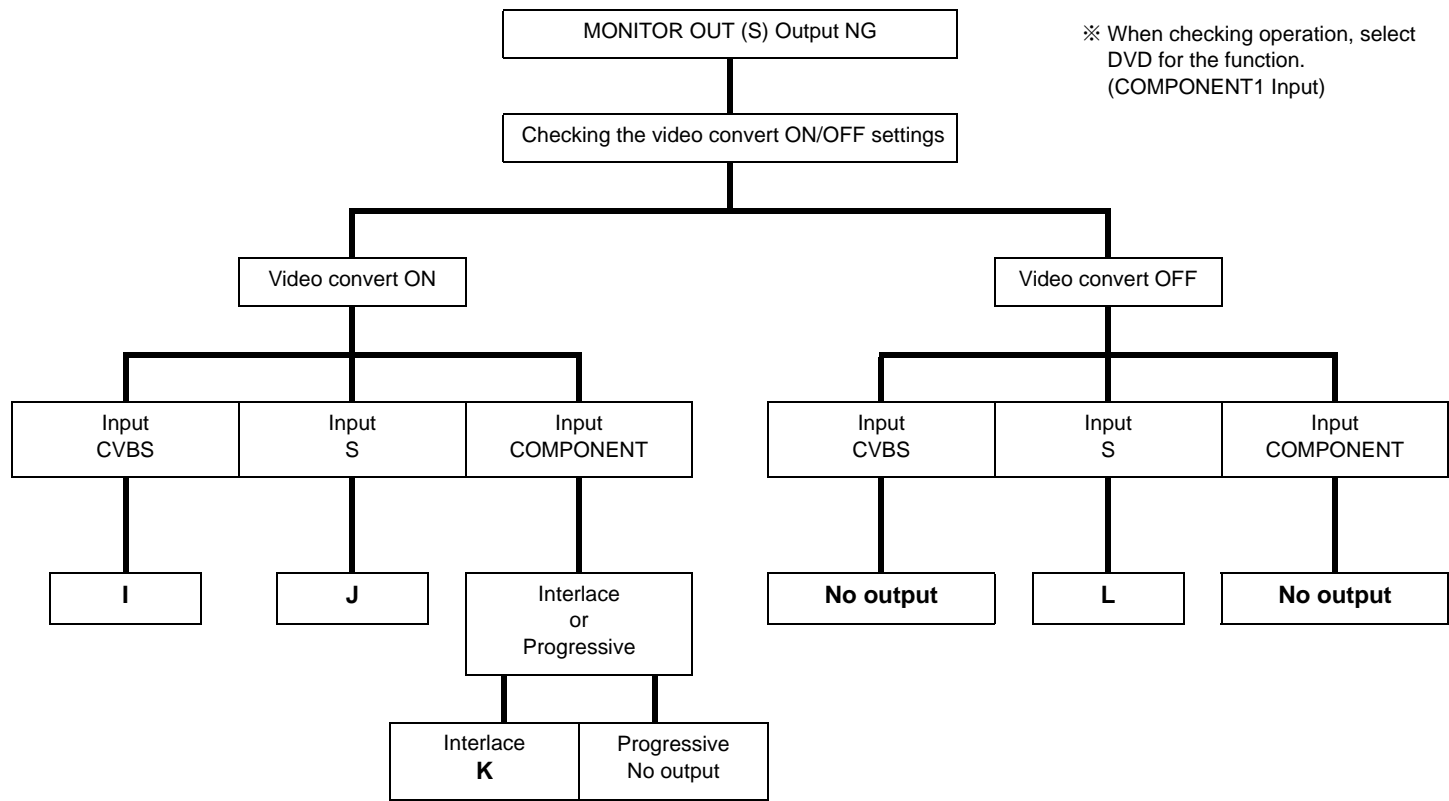 MONITOR OUT (S) Output NG
※ When checking operation, select
DVD for the function.
(COMPONENT1 Input)
Checking the video convert ON/OFF settings
Video convert ON
Video convert OFF
Input
CVBS
Input
S
Input
COMPONENT
Input
CVBS
Input
S
Input
COMPONENT
I
J
Interlace
or
Progressive
No output
L
No output
Interlace
K
Progressive
No output